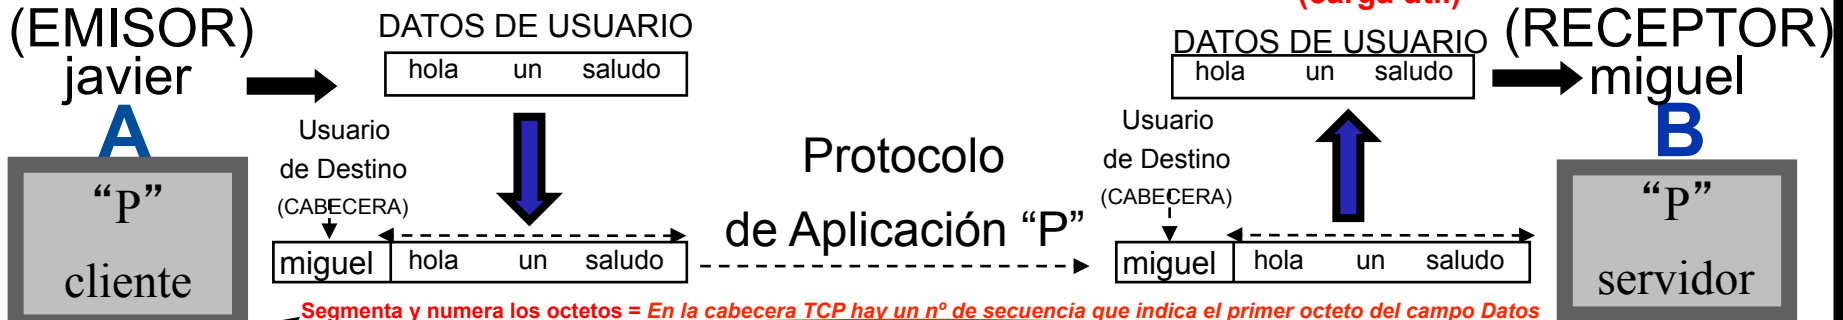 (carga útil)
(EMISOR)
javier
A
“P”
cliente
DATOS DE USUARIO
hola un saludo
Usuario
de Destino
(CABECERA)
miguel hola un saludo
Protocolo
de Aplicación “P”
DATOS DE USUARIO
hola un saludo
Usuario
de Destino
(CABECERA)
miguel hola un saludo
(RECEPTOR)
miguel
B
“P”
servidor
Segmenta y numera los octetos = En la cabecera TCP hay un nº de secuencia que indica el primer octeto del campo Datos